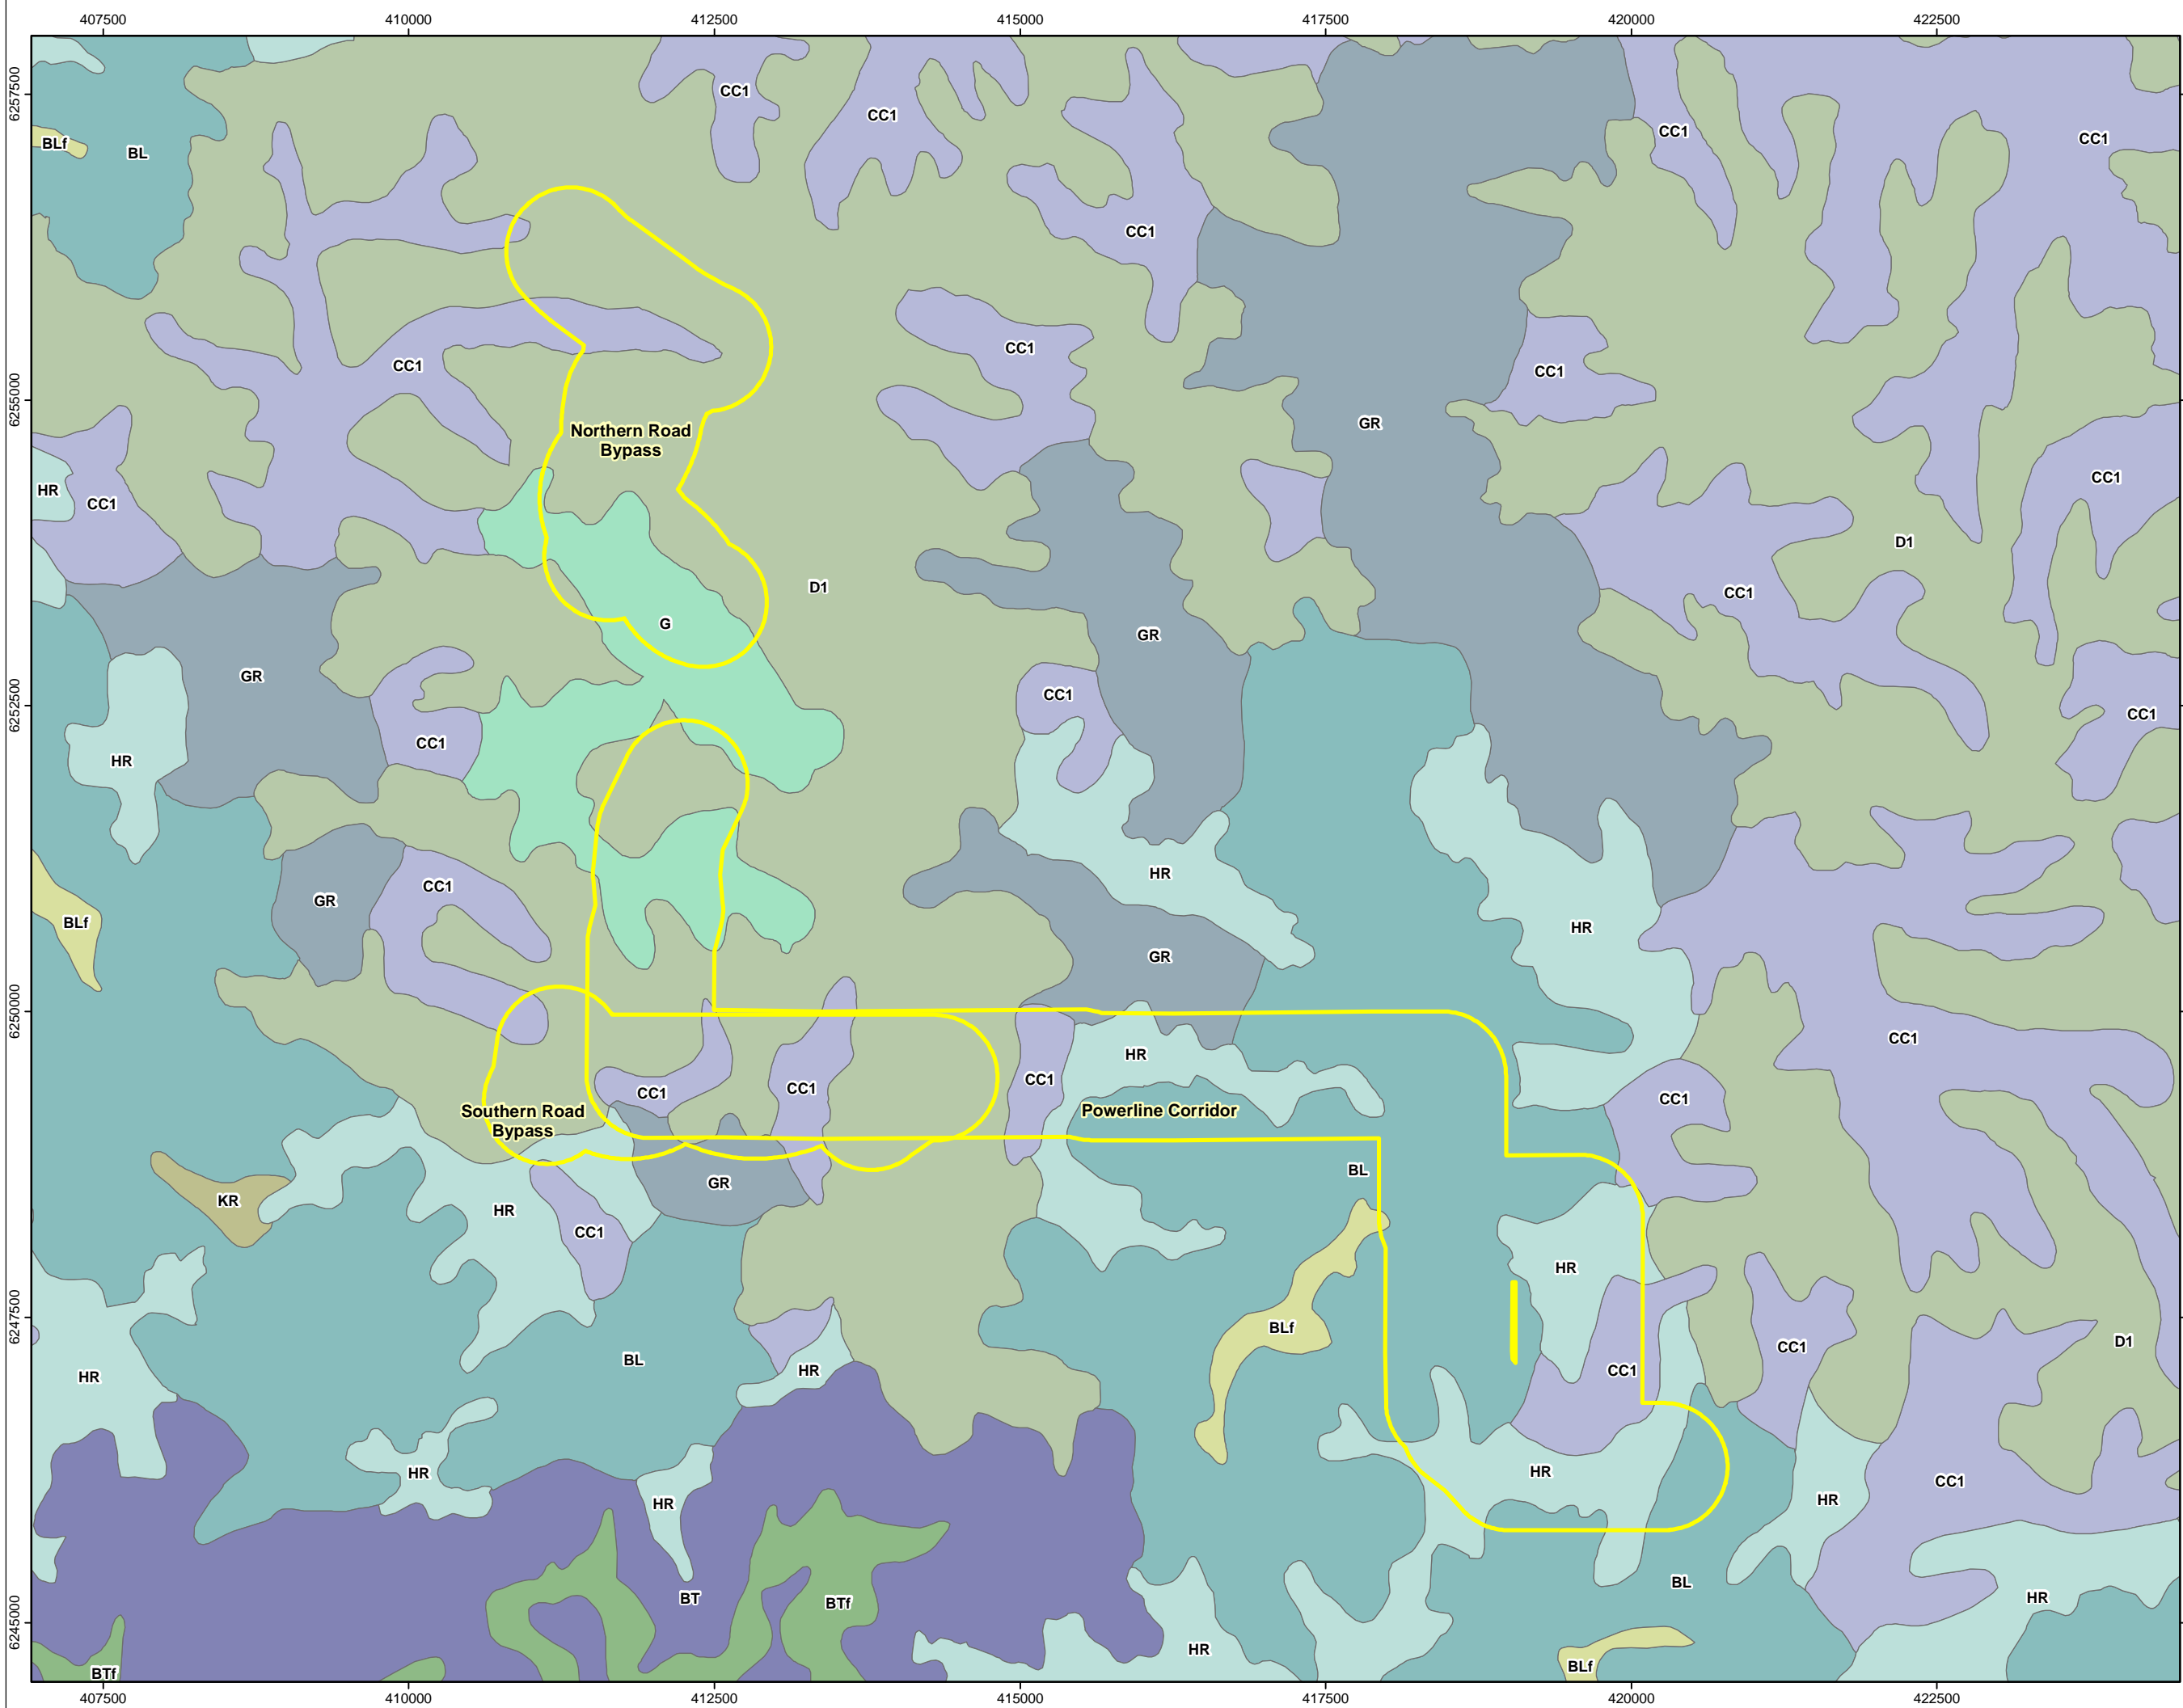 407500 410000 412500 415000 417500 420000 422500
6257500
CC1
CC1
CC1
CC1
BLf
BL
CC1
6255000
CC1
CC1
CC1
GR
Northern Road
Bypass
CC1
HR
CC1
D1
D1
CC1
G
GR
6252500
GR
CC1
CC1
CC1
HR
HR
CC1
GR
BLf
HR
GR
6250000
CC1
HR
CC1
CC1
CC1
CC1
Southern Road
Bypass
Powerline Corridor
BL
GR
KR
HR
CC1
HR
6247500
BLf
D1
CC1
BL
HR
CC1
HR
HR
HR
CC1
HR
HR
BL
BT
HR
BTf
6245000
HR
BLf
BTf
407500 410000 412500 415000 417500 420000 422500